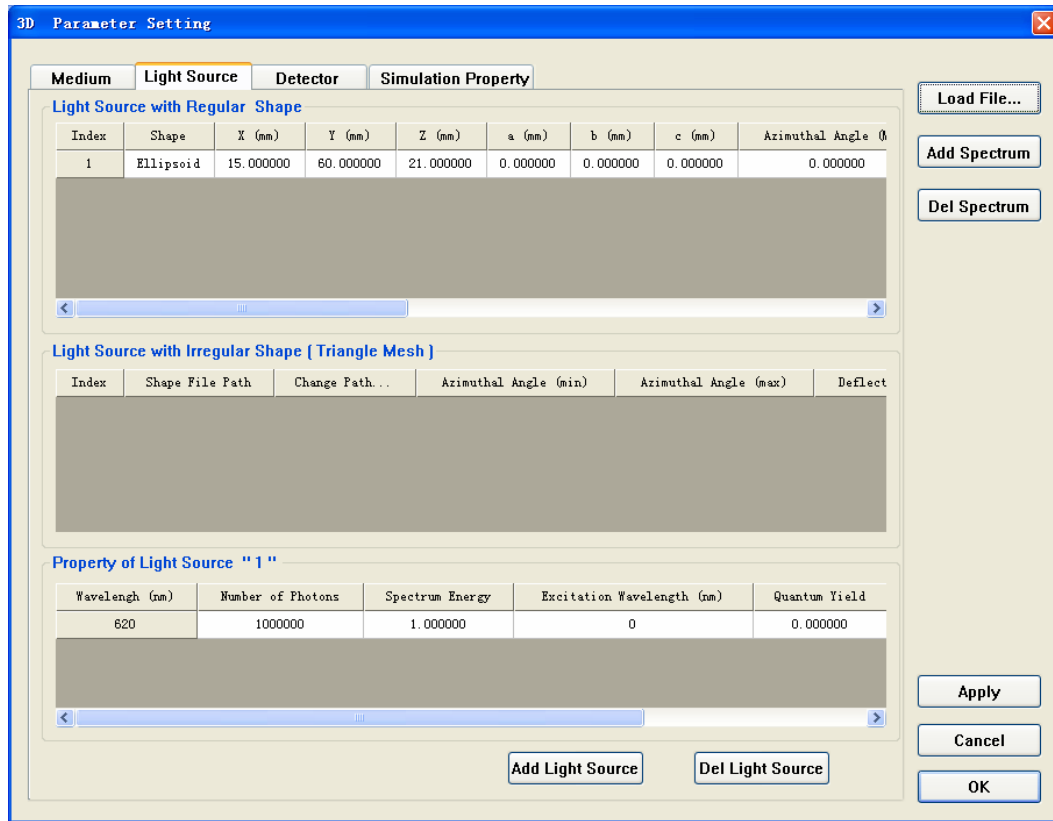 3D Parameter Setting
Medium Light Source Detector Simulation Property
Load File...
Add Spectrum
Del Spectrum
Light Source with Regular Shape
Index Shape X (mm) Y (mm) Z (mm) a (mm) b (mm) c (mm) Azimuthal Angle (M
1 Ellipsoid 15.000000 60.000000 21.000000 0.000000 0.000000 0.000000 0.000000
Light Source with Irregular Shape ( Triangle Mesh )
Index Shape File Path Change Path... Azimuthal Angle (min) Azimuthal Angle (max) Deflect
Property of Light Source " 1 "
Wavelengh (nm) Number of Photons Spectrum Energy Excitation Wavelength (nm) Quantum Yield
620 1000000 1.000000 0 0.000000
Add Light Source Del Light Source
Apply
Cancel
OK